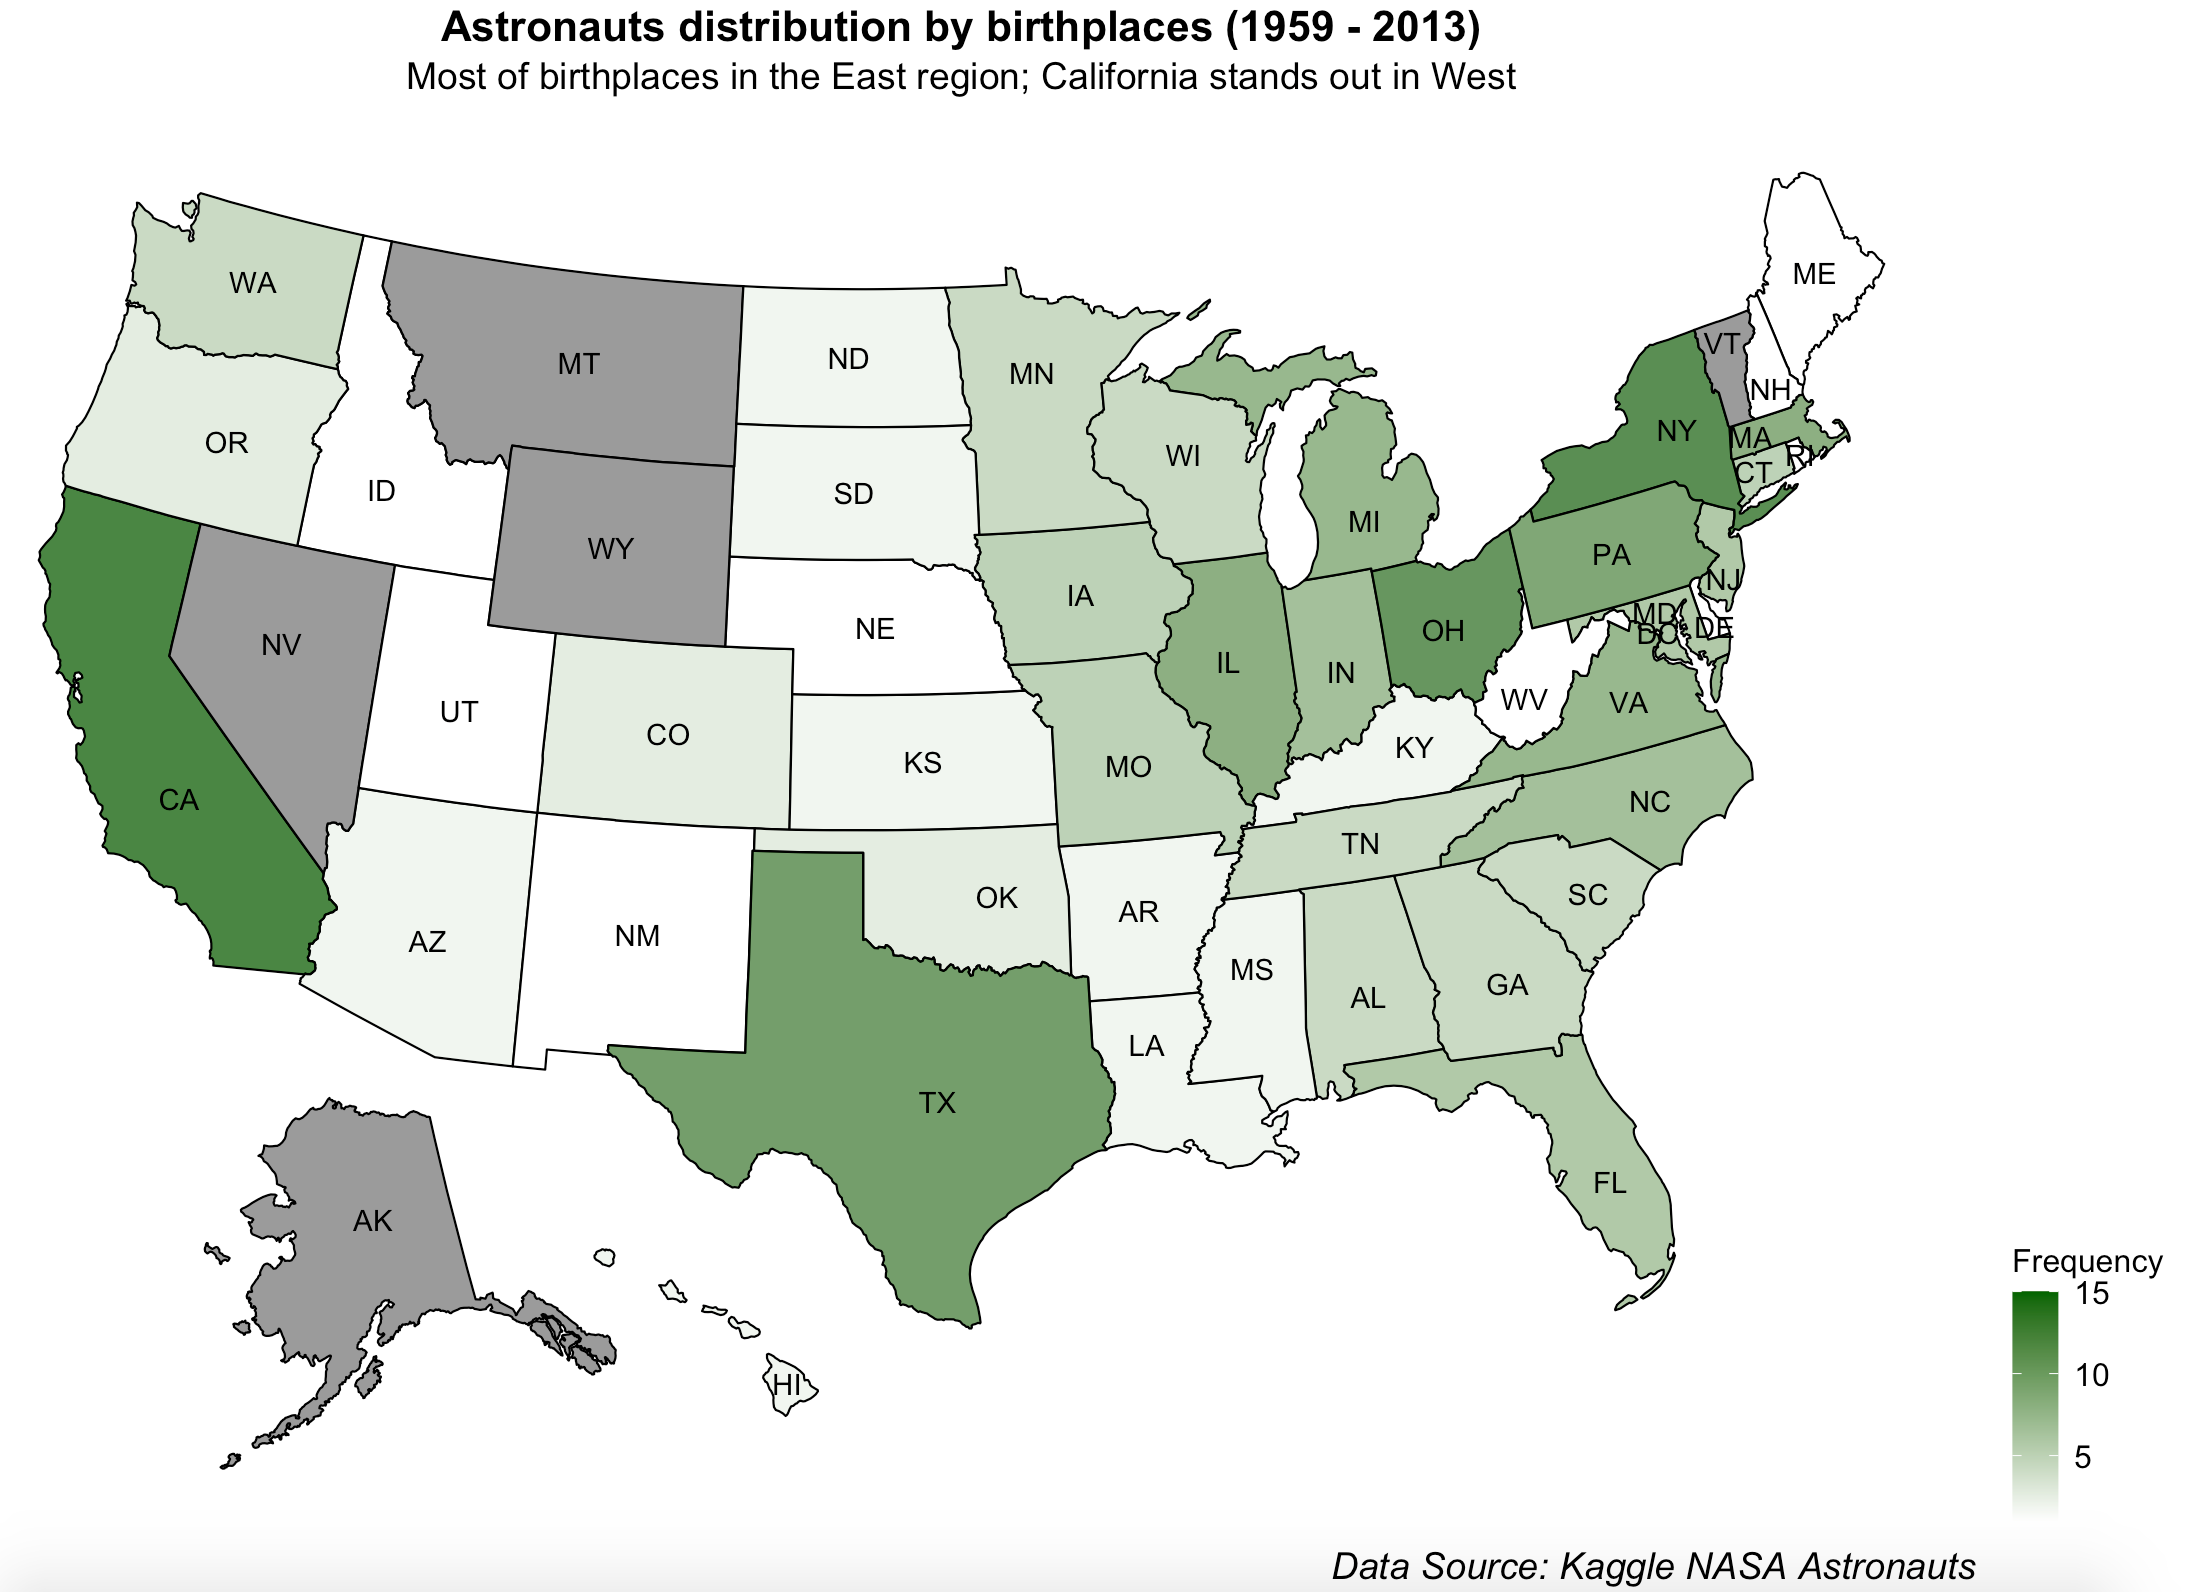 Astronauts distribution by birthplaces (1959 - 2013)
Most of birthplaces in the East region; California stands out in West
WA
ME
VT
MT
ND
MN
NH
NY
MA
OR
WI
RI
CT
ID
SD
MI
WY
PA
NJ
IA
MD
NE
OH
DE
DC
NV
IL
IN
WV
VA
UT
CO
KY
KS
MO
CA
NC
TN
OK
SC
AR
AZ
NM
MS
GA
AL
LA
TX
FL
AK
HI
Frequency
15
10
5
Data Source: Kaggle NASA Astronauts